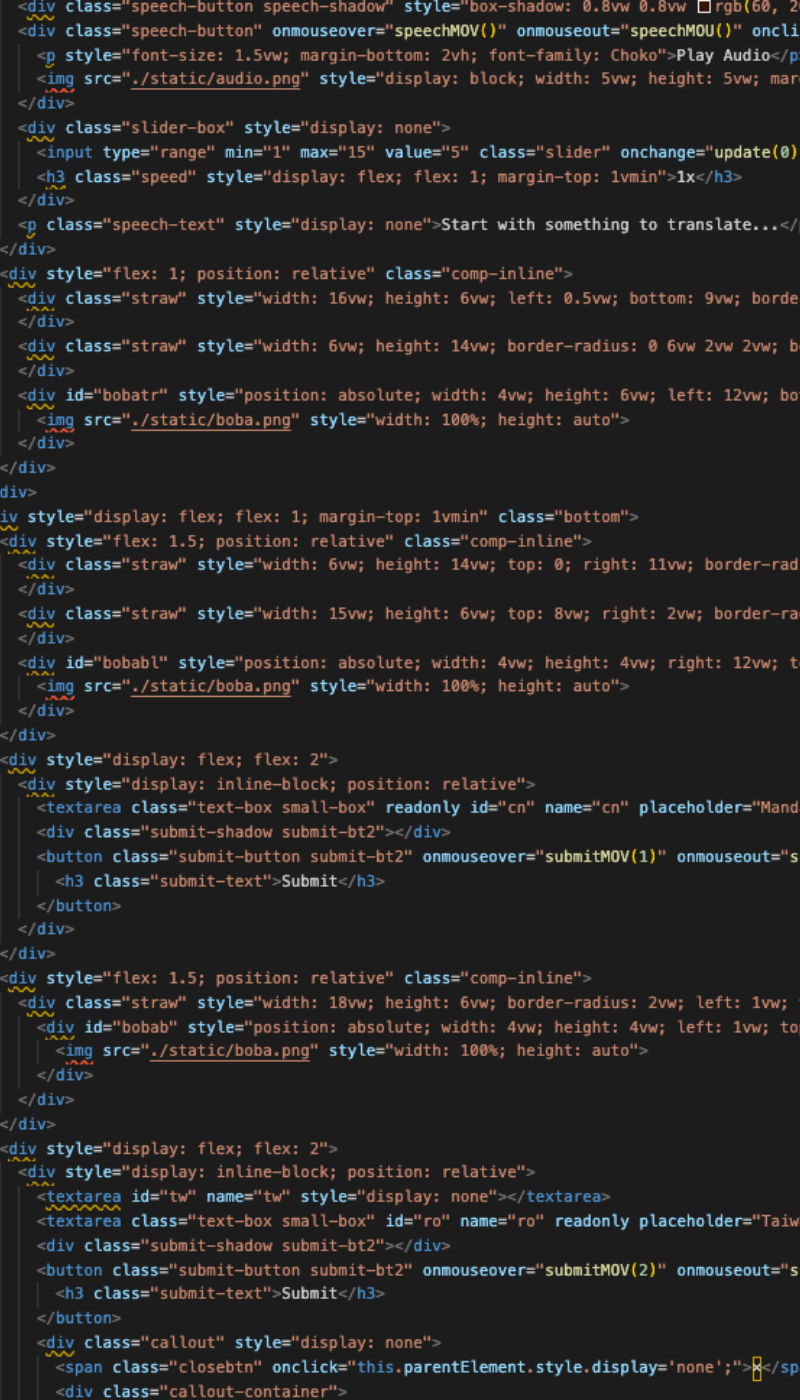 <div class="speech-button speech-shadow" style="box-shadow: 0.8vw 0.8vw rgb(60, 2
<div class="speech-button" onmouseover="speechMOV()" onmouseout="speechMOU()" oncli
<p style="font-size: 1.5vw; margin-bottom: 2vh; font-family: Choko">Play Audio</p
<img src="./static/audio.png" style="display: block; width: 5vw; height: 5vw; mar
</div>
<div class="slider-box" style="display: none">
<input type="range" min="1" max="15" value="5" class="slider" onchange="update(0)
<h3 class="speed" style="display: flex; flex: 1; margin-top: 1vmin">1x</h3>
</div>
<p class="speech-text" style="display: none">Start with something to translate...</
</div>
<div style="flex: 1; position: relative" class="comp-inline">
<div class="straw" style="width: 16vw; height: 6vw; left: 0.5vw; bottom: 9vw; borde
</div>
<div class="straw" style="width: 6vw; height: 14vw; border-radius: 0 6vw 2vw 2vw; b
</div>
<div id="bobatr" style="position: absolute; width: 4vw; height: 6vw; left: 12vw; bo
<img src="./static/boba.png" style="width: 100%; height: auto">
</div>
</div>
div>
iv style="display: flex; flex: 1; margin-top: 1vmin" class="bottom">
<div style="flex: 1.5; position: relative" class="comp-inline">
<div class="straw" style="width: 6vw; height: 14vw; top: 0; right: 11vw; border-rad
</div>
<div class="straw" style="width: 15vw; height: 6vw; top: 8vw; right: 2vw; border-ra
</div>
<div id="bobabl" style="position: absolute; width: 4vw; height: 4vw; right: 12vw; t
<img src="./static/boba.png" style="width: 100%; height: auto">
</div>
</div>
<div style="display: flex; flex: 2">
<div style="display: inline-block; position: relative">
<textarea class="text-box small-box" readonly id="cn" name="cn" placeholder="Mand
<div class="submit-shadow submit-bt2"></div>
<button class="submit-button submit-bt2" onmouseover="submitMOV(1)" onmouseout="s
<h3 class="submit-text">Submit</h3>
</button>
</div>
</div>
<div style="flex: 1.5; position: relative" class="comp-inline">
<div class="straw" style="width: 18vw; height: 6vw; border-radius: 2vw; left: 1vw;
<div id="bobab" style="position: absolute; width: 4vw; height: 4vw; left: 1vw; to
<img src="./static/boba.png" style="width: 100%; height: auto">
</div>
</div>
</div>
<div style="display: flex; flex: 2">
<div style="display: inline-block; position: relative">
<textarea id="tw" name="tw" style="display: none"></textarea>
<textarea class="text-box small-box" id="ro" name="ro" readonly placeholder="Taiw
<div class="submit-shadow submit-bt2"></div>
<button class="submit-button submit-bt2" onmouseover="submitMOV(2)" onmouseout="s
<h3 class="submit-text">Submit</h3>
</button>
<div class="callout" style="display: none">
<span class="closebtn" onclick="this.parentElement.style.display='none';">×</sp
<div class="callout-container">